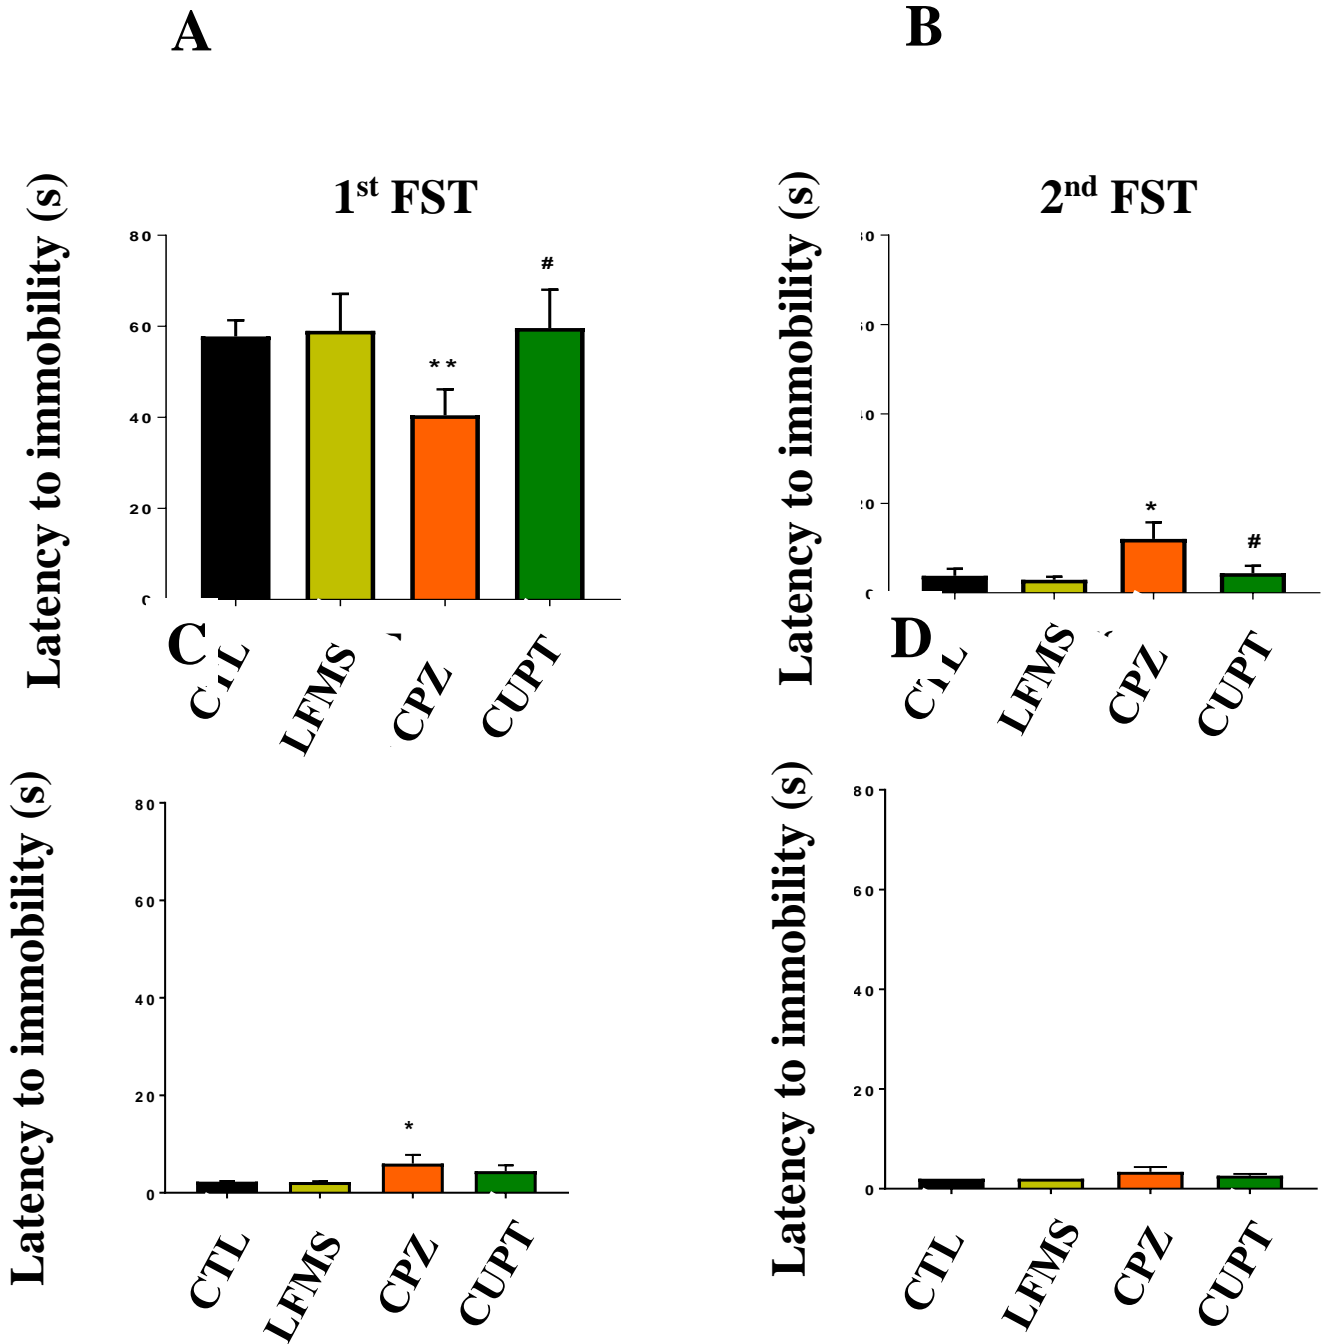 A
B
Latency to immobility (s)
1st FST
80
60
40
20
**
#
CTL
LFMS
CPZ
CUPT
Latency to immobility (s)
2nd FST
20
*
#
CTL
LFMS
CPZ
CUPT
C
D
Latency to immobility (s)
80
60
40
20
0
*
CTL
LFMS
CPZ
CUPT
Latency to immobility (s)
80
60
40
20
0
CTL
LFMS
CPZ
CUPT